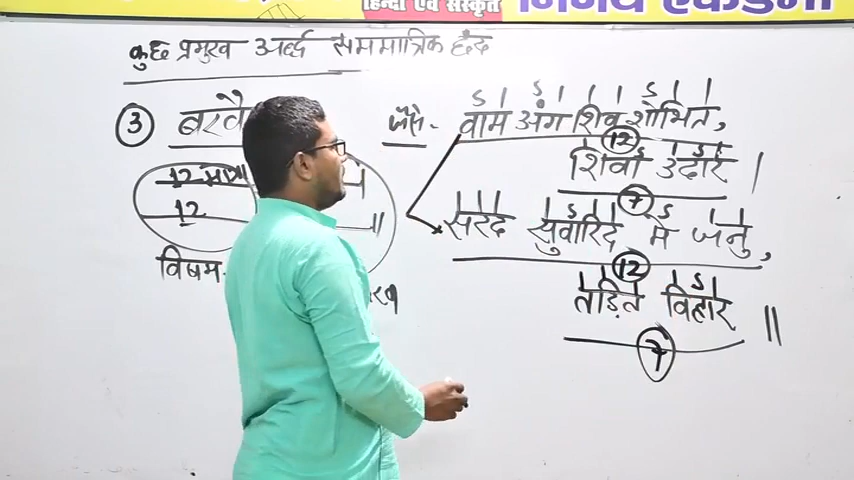 हिन्दी एवं संस्कृत
कुछ प्रमुख अर्द्ध सममात्रिक छंद
③ बरवै
12 मात्रा
12
विषम
जैसे - वाम अंग शिव शोभित,
12
शिवा उदार |
7
सरद सुवारिद में जनु,
12
तड़ित विहार ||
7